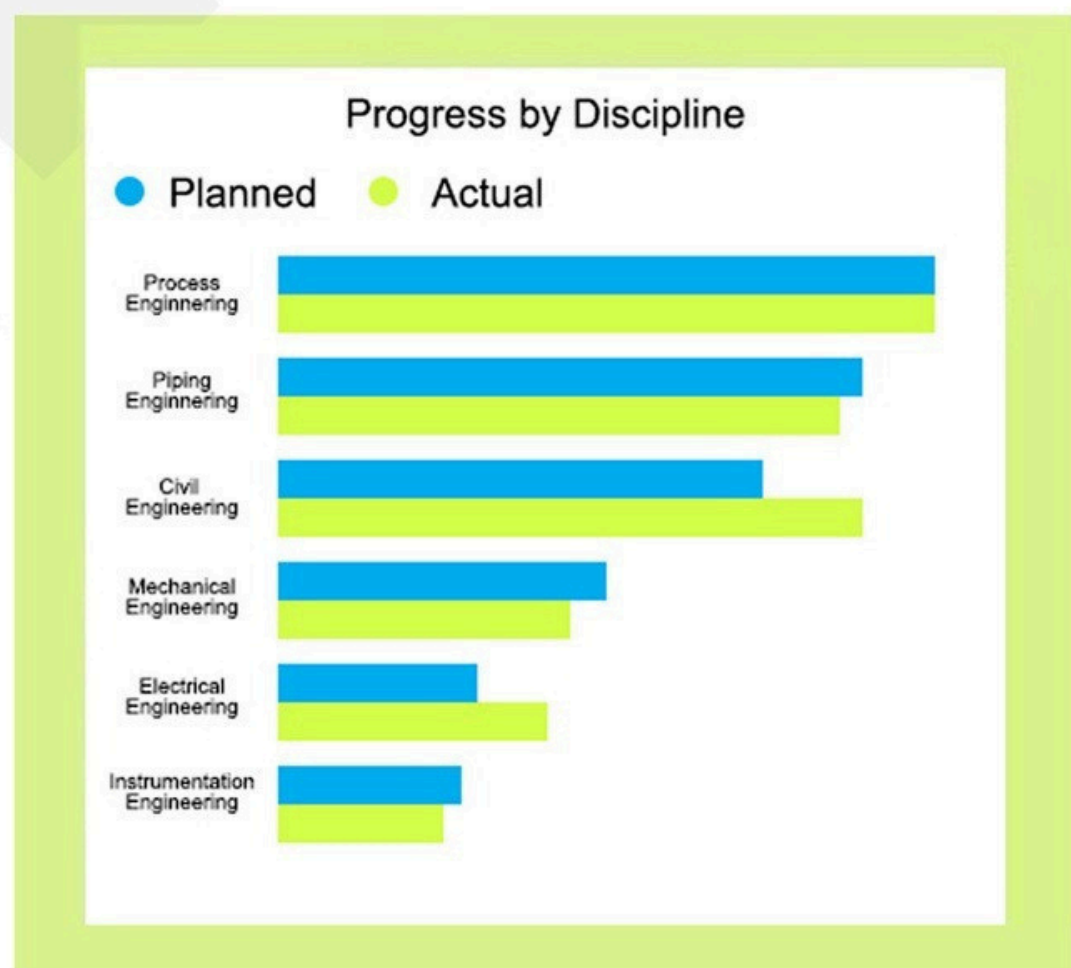 Progress by Discipline
Planned
Actual
Process
Enginnering
Piping
Enginnering
Civil
Engineering
Mechanical
Engineering
Electrical
Engineering
Instrumentation
Engineering